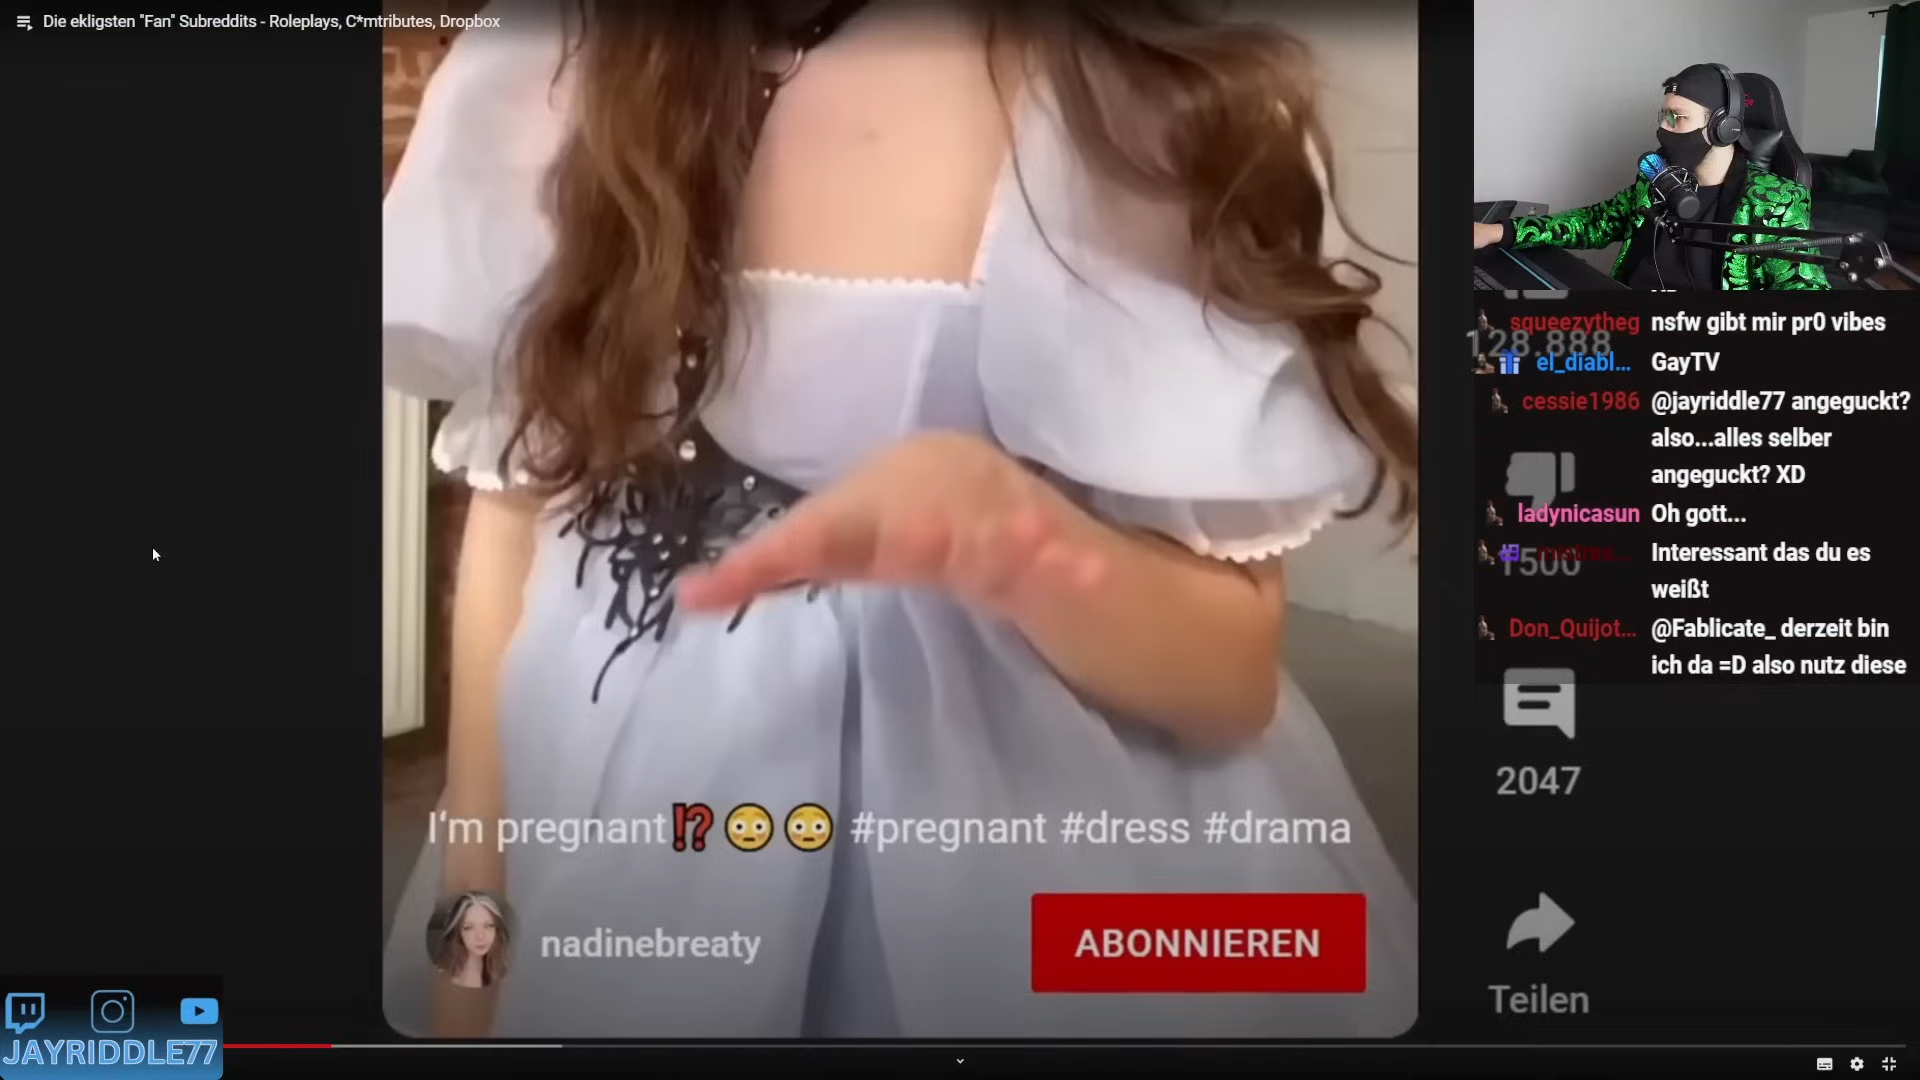 Die ekligsten "Fan" Subreddits - Roleplays, C*mtributes, Dropbox
squeezytheg nsfw gibt mir pr0 vibes
128.888
el_diabl... GayTV
cessie1986 @jayriddle77 angeguckt?
also...alles selber
angeguckt? XD
ladynicasun Oh gott...
Interessant das du es
weißt
1500
Don_Quijot... @Fablicate_ derzeit bin
ich da =D also nutz diese
2047
I'm pregnant⁉️😳😳 #pregnant #dress #drama
nadinebreaty
ABONNIEREN
Teilen
JAYRIDDLE77